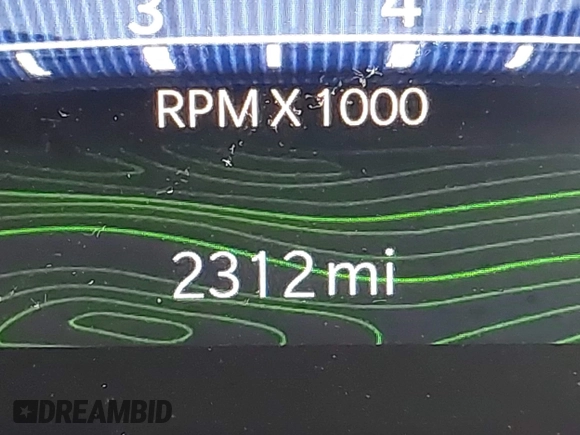 3 4
RPM X 1000
2312 mi
DREAMBID